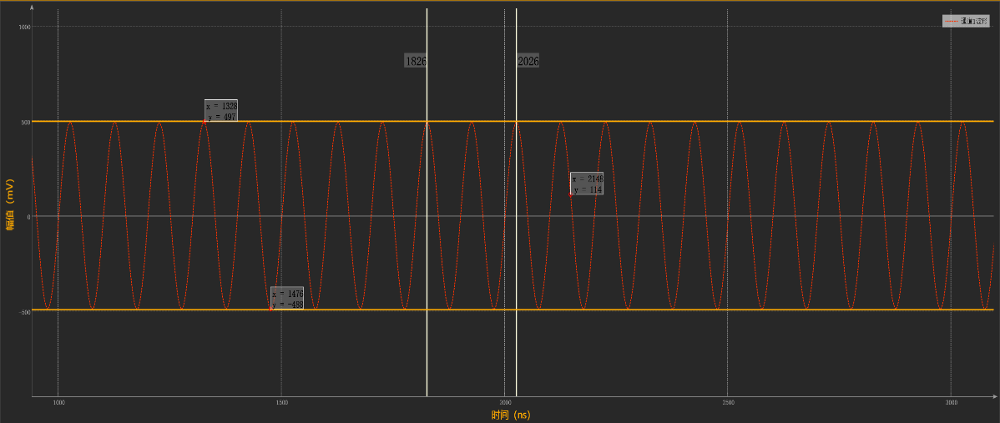 1000
500
0
-500
幅值 (mV)
1826
2026
x = 1328
y = 497
x = 2148
y = 114
x = 1476
y = -488
1000
1500
2000
2500
3000
时间 (ns)